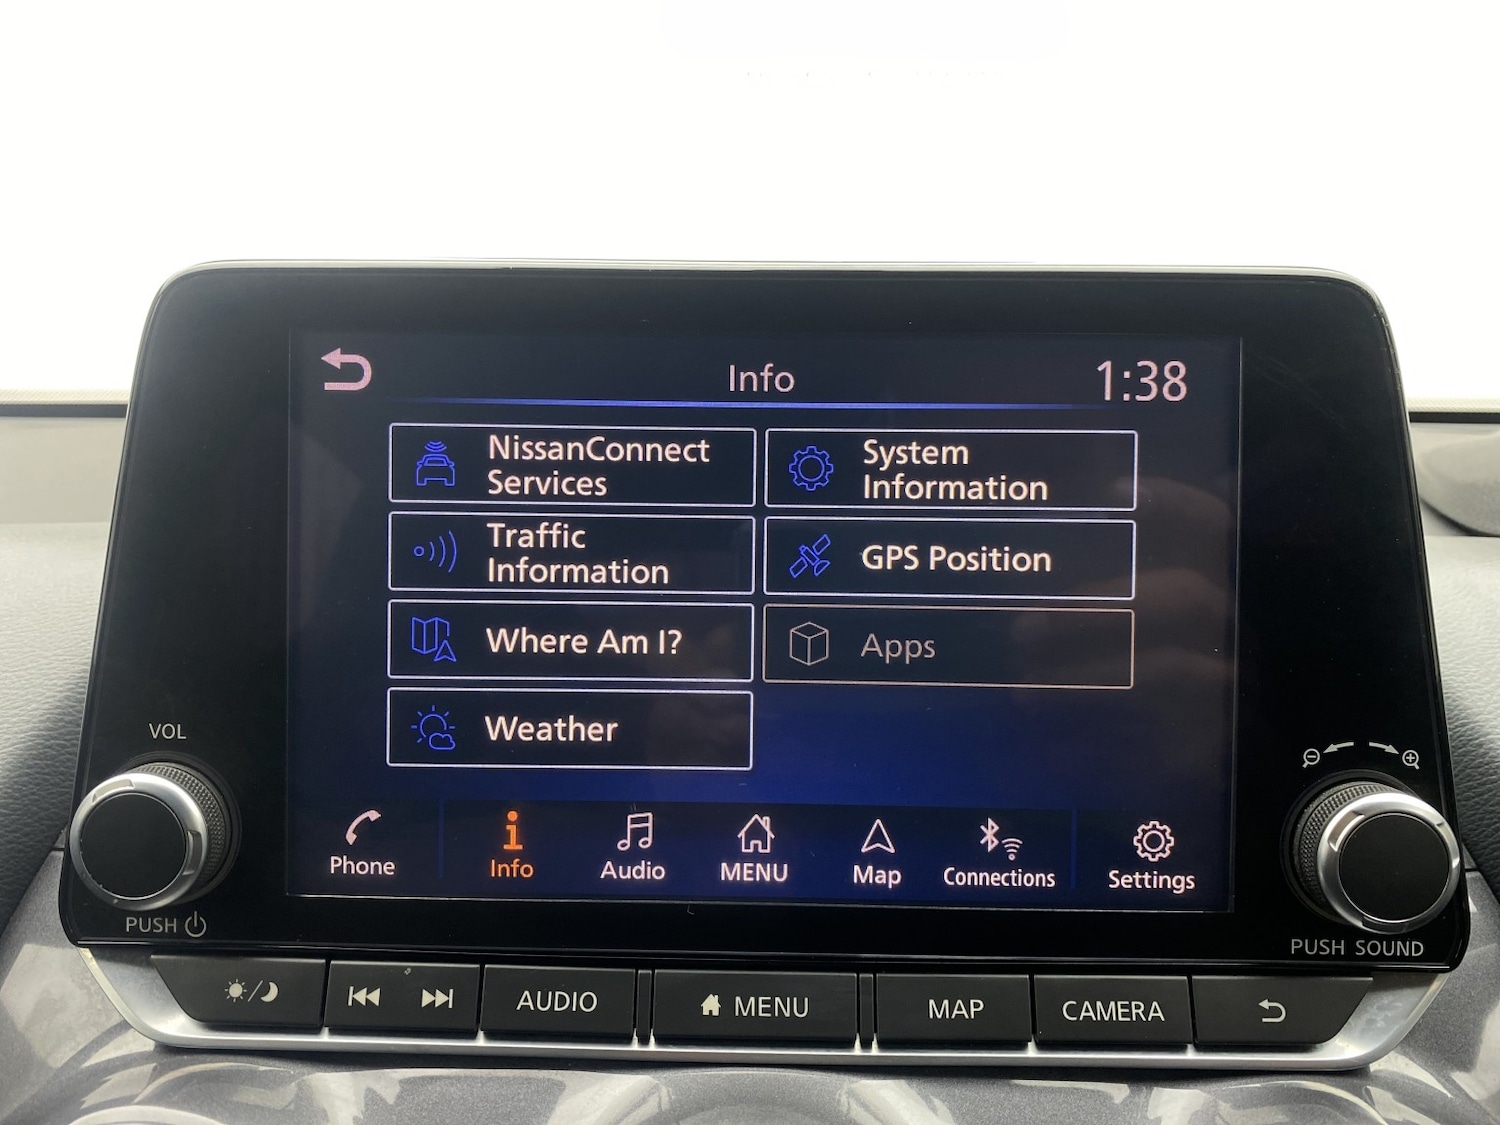 Info
1:38
NissanConnect
Services
System
Information
Traffic
Information
GPS Position
Where Am I?
Apps
Weather
VOL
Phone
Info
Audio
MENU
Map
Connections
Settings
PUSH
PUSH SOUND
AUDIO
MENU
MAP
CAMERA